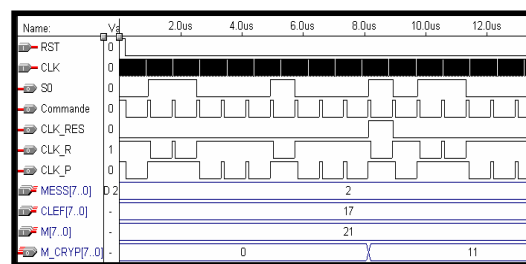 Name: Va 2.0us 4.0us 6.0us 8.0us 10.0us 12.0us
RST 0
CLK 0
S0 0
Commande 0
CLK_RES 0
CLK_R 1
CLK_P 0
MESS[7..0] D 2 2
CLEF[7..0] - 17
M[7..0] - 21
M_CRYP[7..0] - 0 11